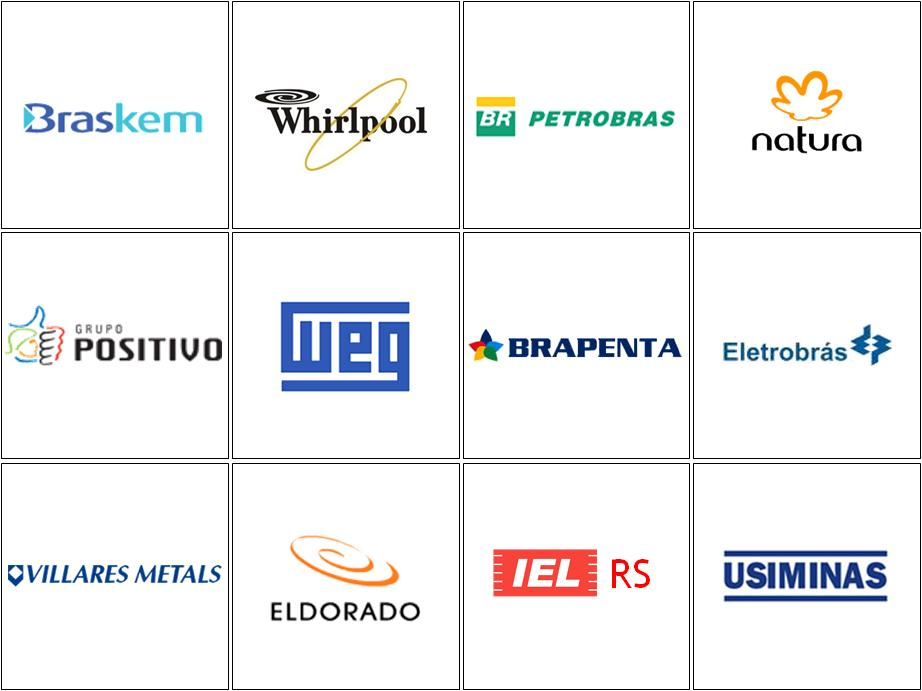 Braskem
Whirlpool
BR PETROBRAS
natura
GRUPO
POSITIVO
weg
BRAPENTA
Eletrobrás
VILLARES METALS
ELDORADO
IEL RS
USIMINAS